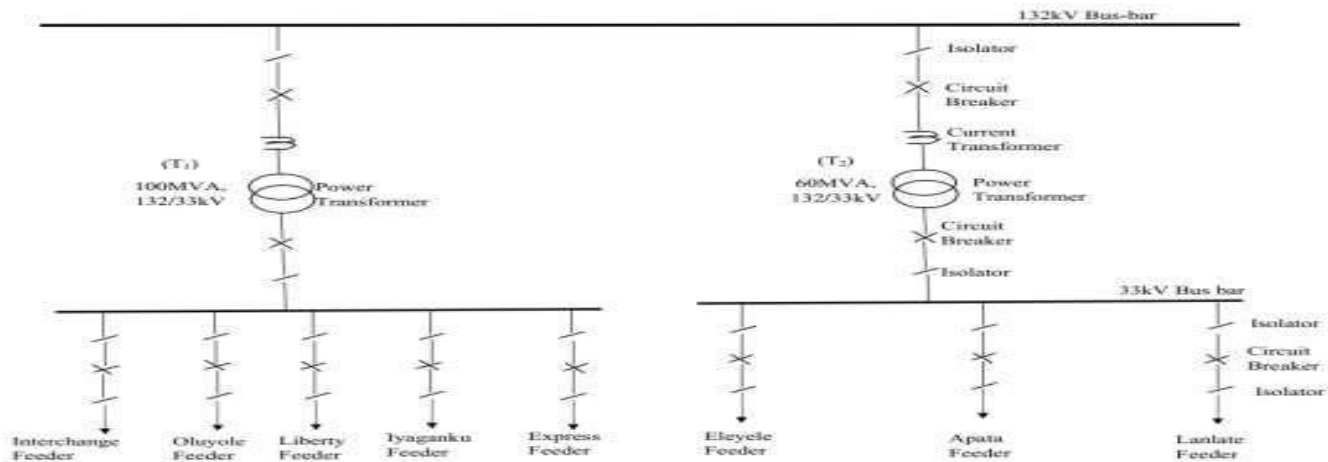 132kV Bus-bar
Isolator
Circuit
Breaker
Current
Transformer
(T₁)
100MVA,
132/33kV
Power
Transformer
(T₂)
60MVA,
132/33kV
Power
Transformer
Circuit
Breaker
Isolator
33kV Bus bar
Isolator
Circuit
Breaker
Isolator
Interchange
Feeder
Oluyole
Feeder
Liberty
Feeder
Iyaganku
Feeder
Express
Feeder
Eleyele
Feeder
Apata
Feeder
Lanlate
Feeder